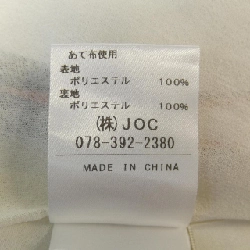 あて布使用
表地
ポリエステル 100%
裏地
ポリエステル 100%
(株)JOC
078-392-2380
MADE IN CHINA